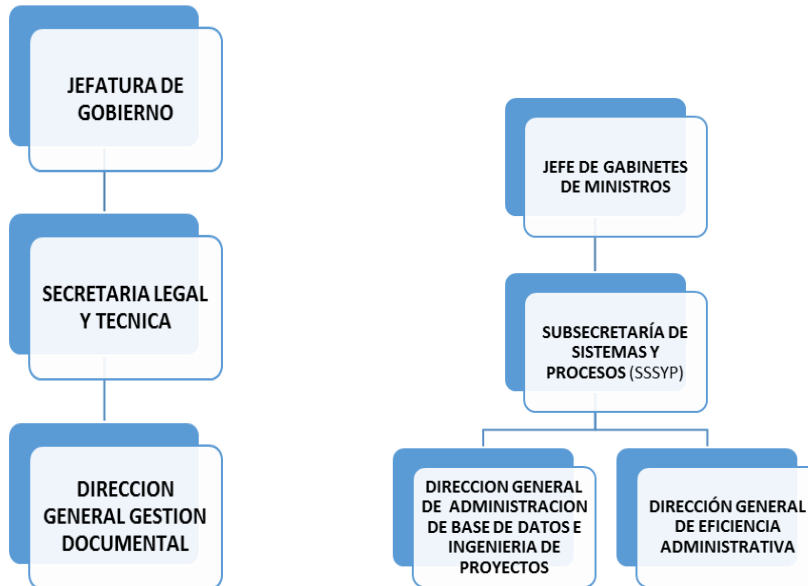 JEFATURA DE
GOBIERNO
SECRETARIA LEGAL
Y TECNICA
DIRECCION
GENERAL GESTION
DOCUMENTAL
JEFE DE GABINETES
DE MINISTROS
SUBSECRETARÍA DE
SISTEMAS Y
PROCESOS (SSSYP)
DIRECCION GENERAL
DE ADMINISTRACION
DE BASE DE DATOS E
INGENIERIA DE
PROYECTOS
DIRECCIÓN GENERAL
DE EFICIENCIA
ADMINISTRATIVA